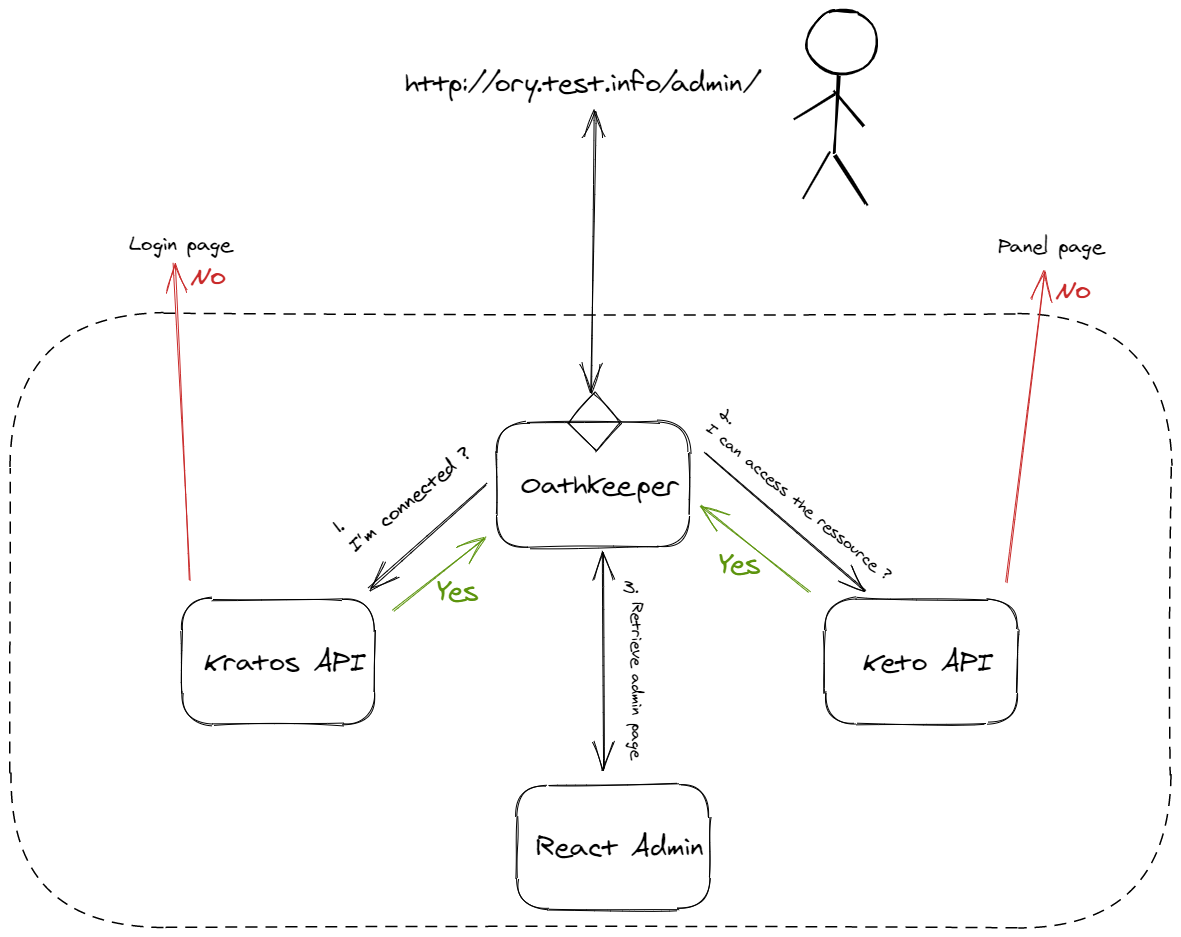 http://ory.test.info/admin/
Login page
NO
Panel page
NO
Oathkeeper
1.
I'm connected ?
2.
I can access the ressource ?
Yes
Yes
3. Retrieve admin page
Kratos API
Keto API
React Admin